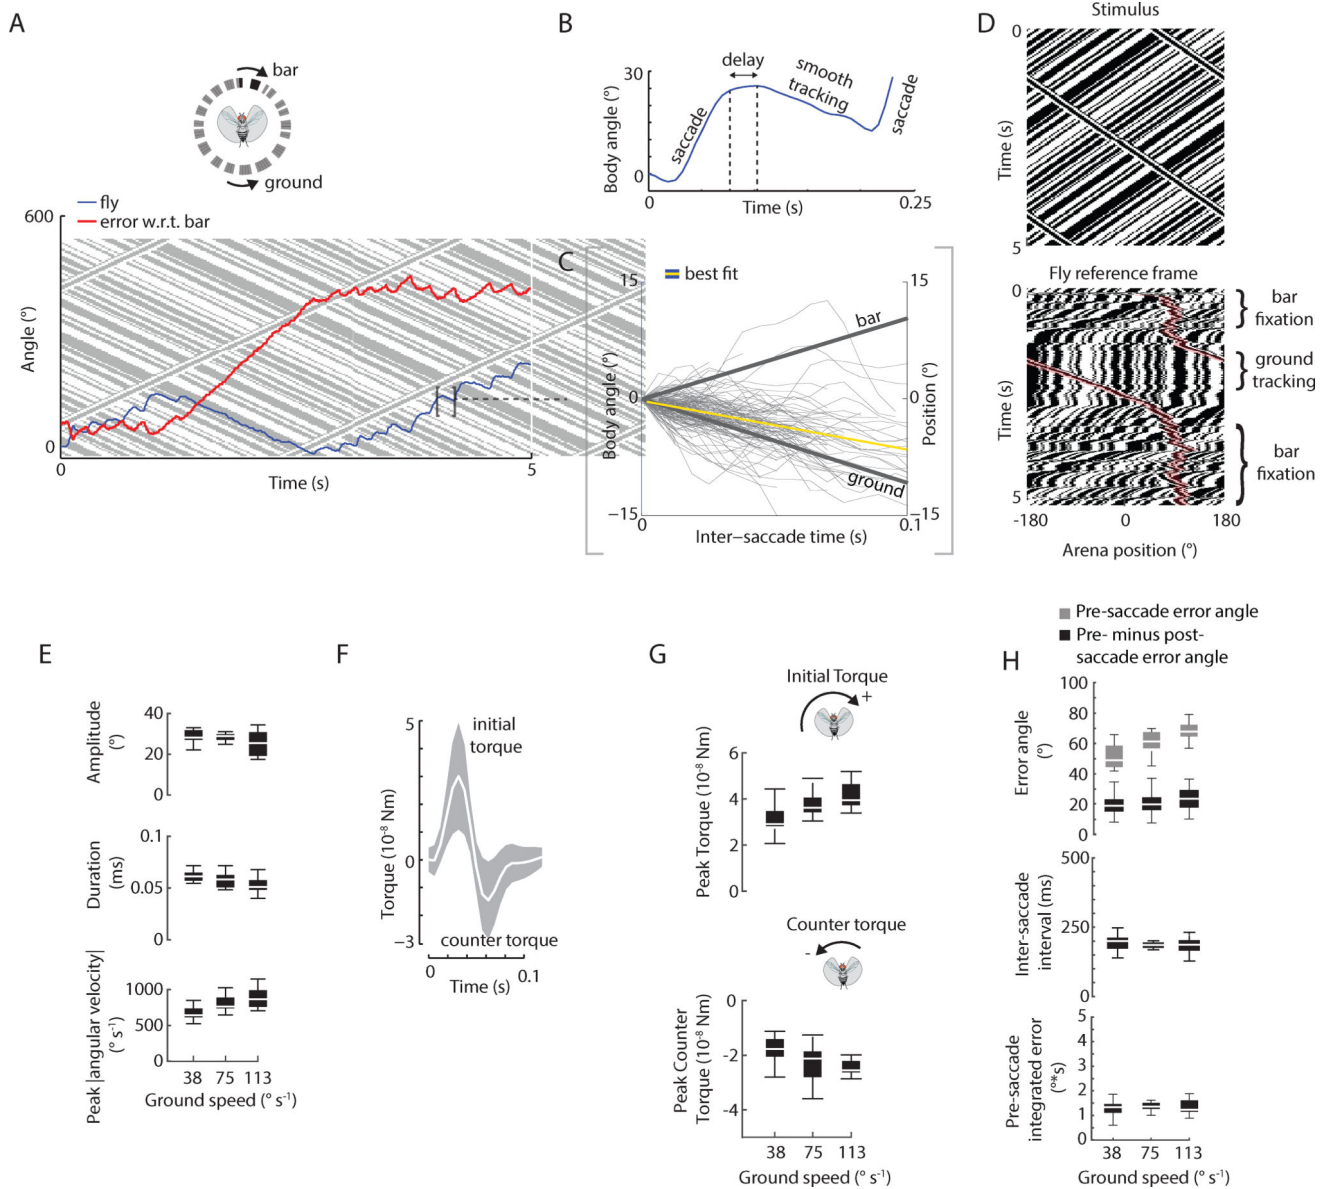 A
bar
ground
fly
error w.r.t. bar
600
Angle (°)
0
0
5
Time (s)
B
delay
smooth
tracking
saccade
saccade
30
Body angle (°)
0
0
Time (s)
0.25
C
best fit
15
15
bar
Body angle (°)
0
0
Position (°)
ground
−15
−15
0
0.1
Inter−saccade time (s)
D
Stimulus
0
Time (s)
5
Fly reference frame
0
bar
fixation
ground
tracking
Time (s)
bar
fixation
5
-180
0
180
Arena position (°)
E
40
Amplitude
(°)
20
0
0.1
Duration
(ms)
0.05
0
1000
Peak |angular velocity|
(° s-1)
500
0
38 75 113
Ground speed (° s-1)
F
5
initial
torque
Torque (10-8 Nm)
0
−3
counter torque
0
0.1
Time (s)
G
Initial Torque
+
6
Peak Torque (10-8 Nm)
4
2
0
Counter torque
-
0
Peak Counter
Torque (10-8 Nm)
-2
-4
38 75 113
Ground speed (° s-1)
Pre-saccade error angle
Pre- minus post-
saccade error angle
H
100
80
Error angle
(°)
60
40
20
0
500
Inter-saccade
interval (ms)
250
0
5
Pre-saccade
integrated error
(°*s)
4
3
2
1
0
38 75 113
Ground speed (° s-1)